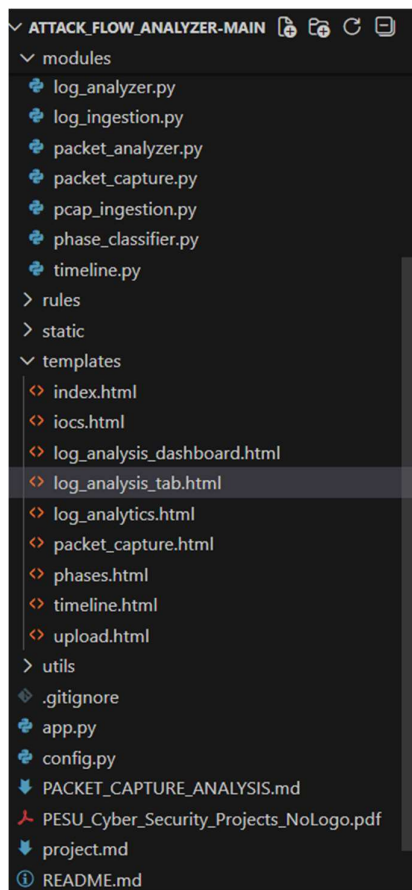 ATTACK_FLOW_ANALYZER-MAIN
modules
log_analyzer.py
log_ingestion.py
packet_analyzer.py
packet_capture.py
pcap_ingestion.py
phase_classifier.py
timeline.py
rules
static
templates
index.html
iocs.html
log_analysis_dashboard.html
log_analysis_tab.html
log_analytics.html
packet_capture.html
phases.html
timeline.html
upload.html
utils
.gitignore
app.py
config.py
PACKET_CAPTURE_ANALYSIS.md
PESU_Cyber_Security_Projects_NoLogo.pdf
project.md
README.md